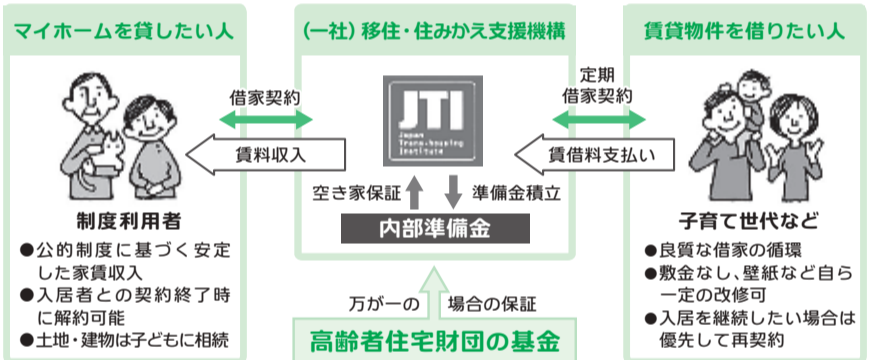 マイホームを貸したい人
制度利用者
●公的制度に基づく安定
した家賃収入
●入居者との契約終了時
に解約可能
●土地・建物は子どもに相続
借家契約
賃料収入
（一社）移住・住みかえ支援機構
JTI
Japan
Trans-housing
Institute
空き家保証
準備金積立
内部準備金
万が一の 場合の保証
高齢者住宅財団の基金
定期
借家契約
賃借料支払い
賃貸物件を借りたい人
子育て世代など
●良質な借家の循環
●敷金なし、壁紙など自ら
一定の改修可
●入居を継続したい場合は
優先して再契約